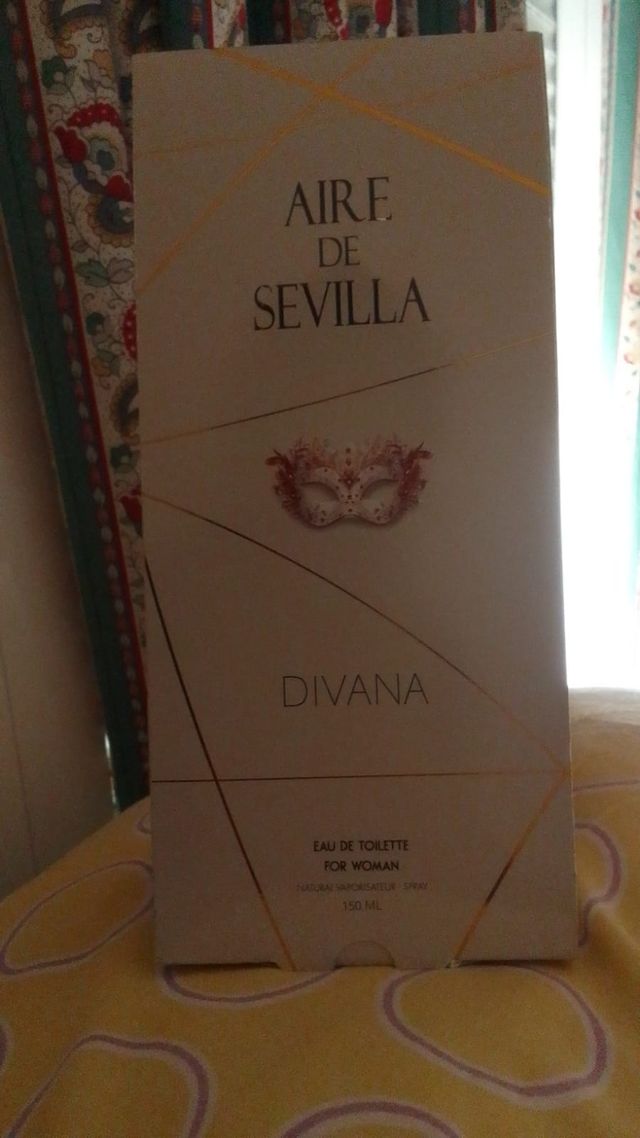 AIRE
DE
SEVILLA
DIVANA
EAU DE TOILETTE
FOR WOMAN
NATURAL VAPORISATEUR - SPRAY
150 ML